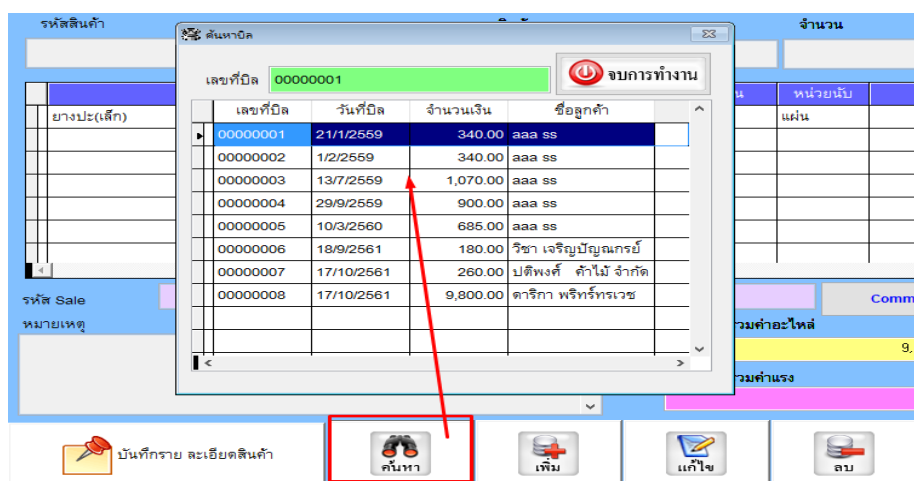 รหัสสินค้า
จำนวน
ค้นหาบิล
เลขที่บิล 00000001 จบการทำงาน
น หน่วยนับ
ยางปะ(เล็ก) แผ่น
เลขที่บิล วันที่บิล จำนวนเงิน ชื่อลูกค้า
00000001 21/1/2559 340.00 aaa ss
00000002 1/2/2559 340.00 aaa ss
00000003 13/7/2559 1,070.00 aaa ss
00000004 29/9/2559 900.00 aaa ss
00000005 10/3/2560 685.00 aaa ss
00000006 18/9/2561 180.00 วิชา เจริญปัญณกรย์
00000007 17/10/2561 260.00 ปติพงศ์ ค้าไม้ จำกัด
00000008 17/10/2561 9,800.00 ดาริกา พริทร์ทรเวช
รหัส Sale Comm
หมายเหตุ วมค่าอะไหล่
9,
วมค่าแรง
บันทึกราย ละเอียดสินค้า ค้นหา เพิ่ม แก้ไข ลบ